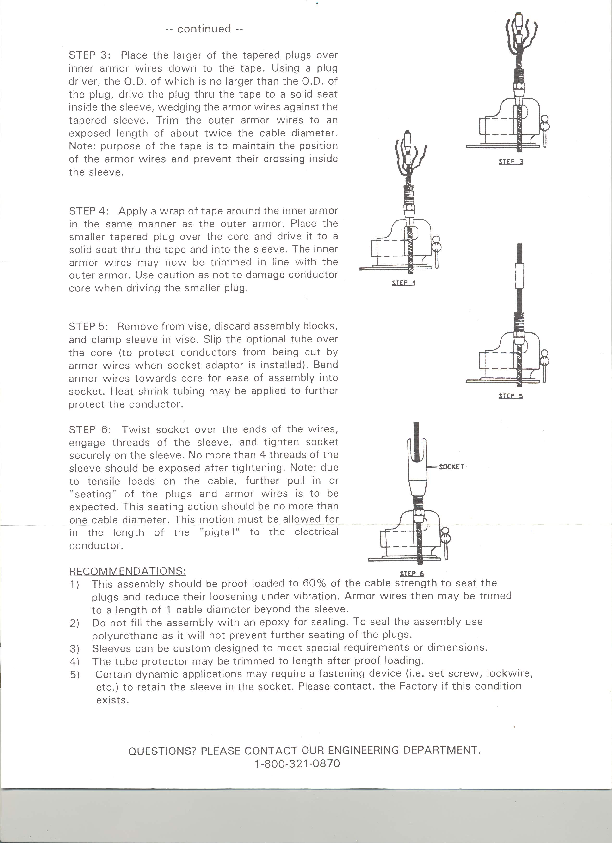 -- continued --
STEP 3: Place the larger of the tapered plugs over
inner armor wires down to the tape. Using a plug
driver, the O.D. of which is no larger than the O.D. of
the plug, drive the plug thru the tape to a solid seat
inside the sleeve, wedging the armor wires against the
tapered sleeve. Trim the outer armor wires to an
exposed length of about twice the cable diameter.
Note: purpose of the tape is to maintain the position
of the armor wires and prevent their crossing inside
the sleeve.
STEP 3
STEP 4: Apply a wrap of tape around the inner armor
in the same manner as the outer armor. Place the
smaller tapered plug over the core and drive it to a
solid seat thru the tape and into the sleeve. The inner
armor wires may now be trimmed in line with the
outer armor. Use caution as not to damage conductor
core when driving the smaller plug.
STEP 4
STEP 5: Remove from vise, discard assembly blocks,
and clamp sleeve in vise. Slip the optional tube over
the core (to protect conductors from being cut by
armor wires when socket adaptor is installed). Bend
armor wires towards core for ease of assembly into
socket. Heat shrink tubing may be applied to further
protect the conductor.
STEP 5
STEP 6: Twist socket over the ends of the wires,
engage threads of the sleeve, and tighten socket
securely on the sleeve. No more than 4 threads of the
sleeve should be exposed after tightening. Note: due
to tensile loads on the cable, further pull in or
"seating" of the plugs and armor wires is to be
expected. This seating action should be no more than
one cable diameter. This motion must be allowed for
in the length of the "pigtail" to the electrical
conductor.
SOCKET
STEP 6
RECOMMENDATIONS:
1) This assembly should be proof loaded to 60% of the cable strength to seat the
plugs and reduce their loosening under vibration. Armor wires then may be trimed
to a length of 1 cable diameter beyond the sleeve.
2) Do not fill the assembly with an epoxy for sealing. To seal the assembly use
polyurethane as it will not prevent further seating of the plugs.
3) Sleeves can be custom designed to meet special requirements or dimensions.
4) The tube protector may be trimmed to length after proof loading.
5) Certain dynamic applications may require a fastening device (i.e. set screw, lockwire,
etc.) to retain the sleeve in the socket. Please contact, the Factory if this condition
exists.
QUESTIONS? PLEASE CONTACT OUR ENGINEERING DEPARTMENT.
1-800-321-0870